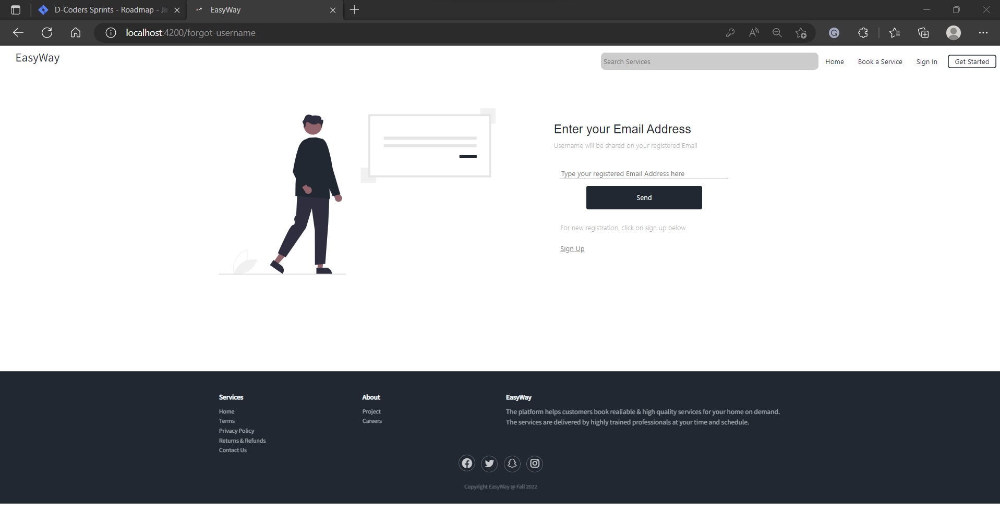 D-Coders Sprints - Roadmap - Jir
EasyWay
localhost:4200/forgot-username
EasyWay
Search Services
Home
Book a Service
Sign In
Get Started
Enter your Email Address
Username will be shared on your registered Email
Type your registered Email Address here
Send
For new registration, click on sign up below
Sign Up
Services
Home
Terms
Privacy Policy
Returns & Refunds
Contact Us
About
Project
Careers
EasyWay
The platform helps customers book realiable & high quality services for your home on demand.
The services are delivered by highly trained professionals at your time and schedule.
Copyright EasyWay @ Fall 2022